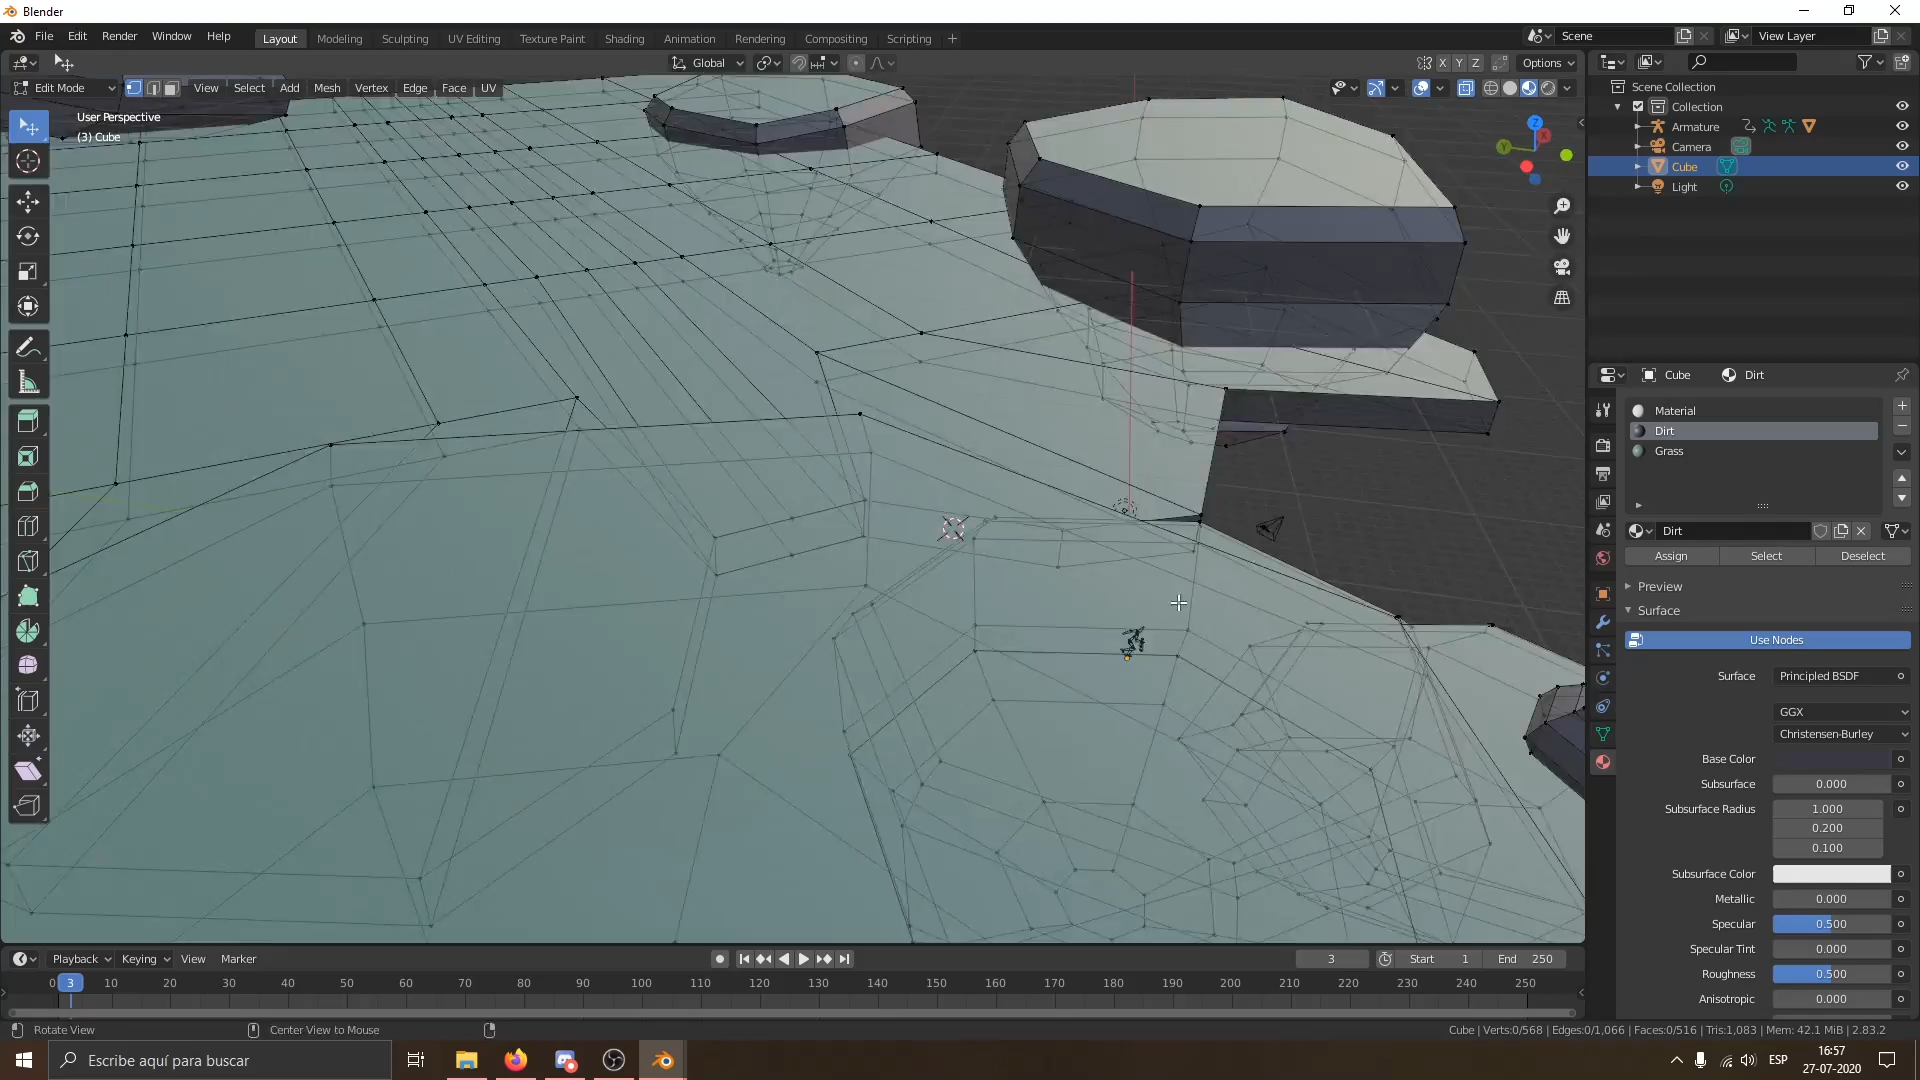 Blender
File Edit Render Window Help
Layout Modeling Sculpting UV Editing Texture Paint Shading Animation Rendering Compositing Scripting
Scene View Layer
Global X Y Z Options
Edit Mode View Select Add Mesh Vertex Edge Face UV
User Perspective
(3) Cube
Z
X
Y
Scene Collection
Collection
Armature
Camera
Cube
Light
Cube Dirt
Material
Dirt
Grass
Dirt
Assign Select Deselect
Preview
Surface
Use Nodes
Surface Principled BSDF
GGX
Christensen-Burley
Base Color
Subsurface 0.000
Subsurface Radius 1.000
0.200
0.100
Subsurface Color
Metallic 0.000
Specular 0.500
Specular Tint 0.000
Roughness 0.500
Anisotropic 0.000
Playback Keying View Marker 3 Start 1 End 250
0 3 10 20 30 40 50 60 70 80 90 100 110 120 130 140 150 160 170 180 190 200 210 220 230 240 250
Rotate View Center View to Mouse Cube | Verts:0/568 | Edges:0/1,066 | Faces:0/516 | Tris:1,083 | Mem: 42.1 MiB | 2.83.2
Escribe aquí para buscar ESP 16:57
27-07-2020